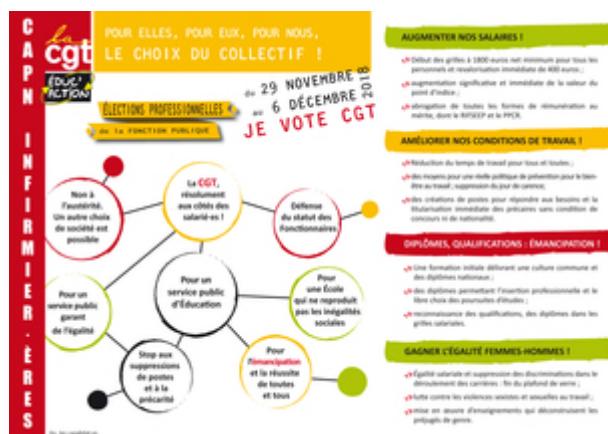 CAPN INFIRMIER·ÈRES
la
cgt
ÉDUC'ACTION
POUR ELLES, POUR EUX, POUR NOUS,
LE CHOIX DU COLLECTIF !
ÉLECTIONS PROFESSIONNELLES
de la FONCTION PUBLIQUE
du 29 NOVEMBRE
au 6 DÉCEMBRE
2018
JE VOTE CGT
Non à
l'austérité.
Un autre choix
de société est
possible
La CGT,
résolument
aux côtés des
salarié·es !
Défense
du statut des
Fonctionnaires
Pour un
service public
garant
de l'égalité
Pour un
service public
d'Éducation
Pour
une École
qui ne reproduit
pas les inégalités
sociales
Stop aux
suppressions
de postes
et à la
précarité
Pour
l'émancipation
et la réussite
de toutes
et tous
AUGMENTER NOS SALAIRES !
Début des grilles à 1800 euros net minimum pour tous les
personnels et revalorisation immédiate de 400 euros ;
augmentation significative et immédiate de la valeur du
point d'indice ;
abrogation de toutes les formes de rémunération au
mérite, dont le RIFSEEP et le PPCR.
AMÉLIORER NOS CONDITIONS DE TRAVAIL !
Réduction du temps de travail pour tous et toutes ;
des moyens pour une réelle politique de prévention pour le bien-
être au travail ; suppression du jour de carence;
des créations de postes pour répondre aux besoins et la
titularisation immédiate des précaires sans condition de
concours ni de nationalité.
DIPLÔMES, QUALIFICATIONS : ÉMANCIPATION !
Une formation initiale délivrant une culture commune et
des diplômes nationaux ;
des diplômes permettant l'insertion professionnelle et le
libre choix des poursuites d'études ;
reconnaissance des qualifications, des diplômes dans les
grilles salariales.
GAGNER L'ÉGALITÉ FEMMES-HOMMES !
Égalité salariale et suppression des discriminations dans le
déroulement des carrières : fin du plafond de verre ;
lutte contre les violences sexistes et sexuelles au travail ;
mise en œuvre d'enseignements qui déconstruisent les
préjugés de genre.